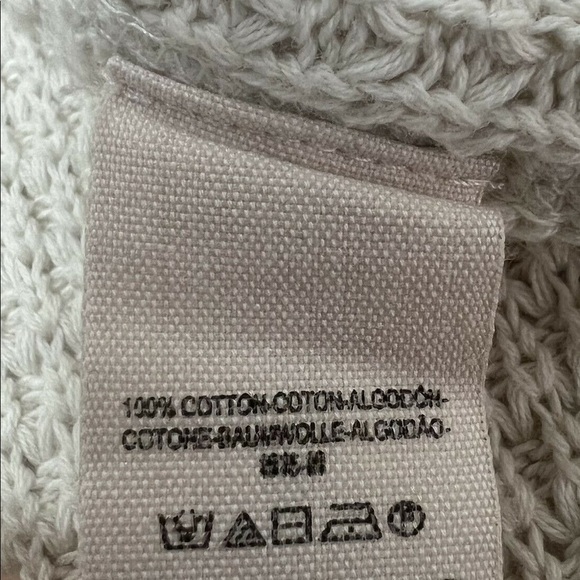 100% COTTON-COTON-ALGODÓN-
COTONE-BAUMWOLLE-ALGODÃO-